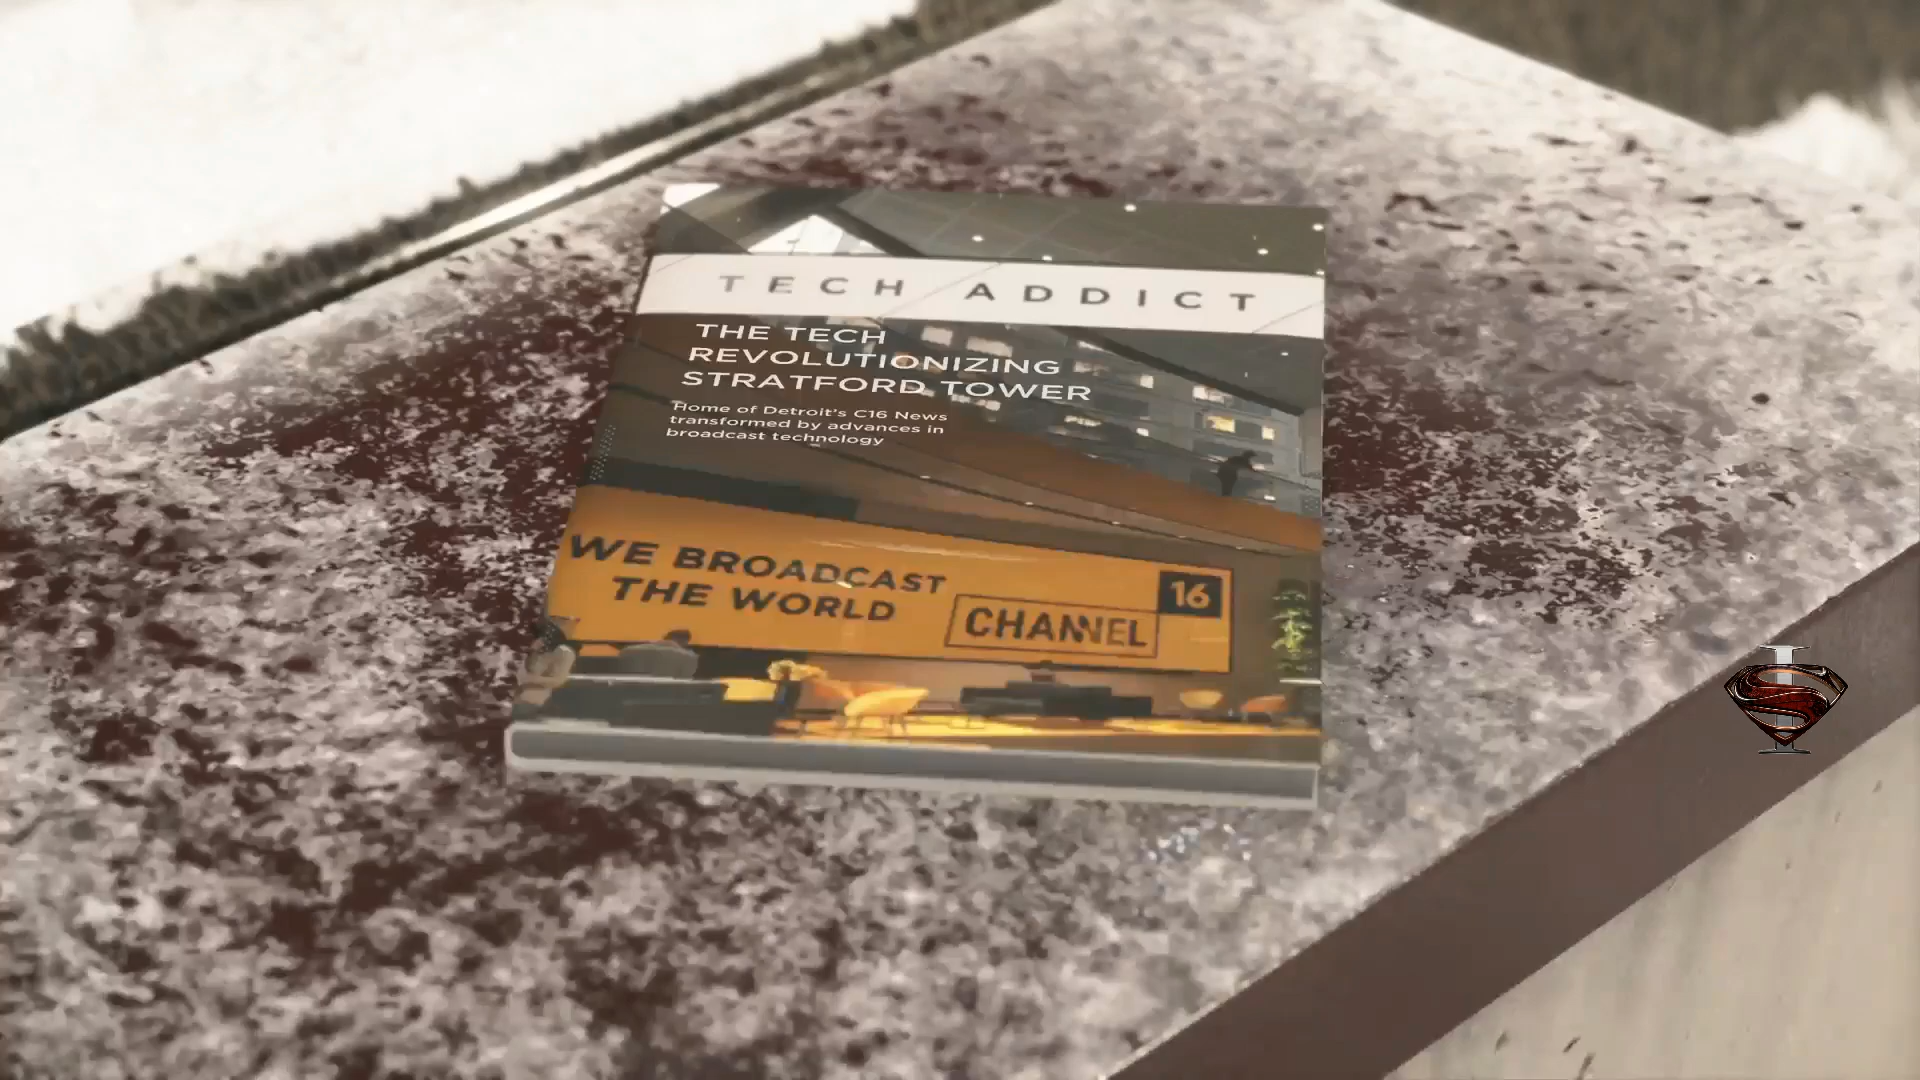 TECH ADDICT
THE TECH
REVOLUTIONIZING
STRATFORD TOWER
Home of Detroit's C16 News
transformed by advances in
broadcast technology
WE BROADCAST
THE WORLD
16
CHANNEL